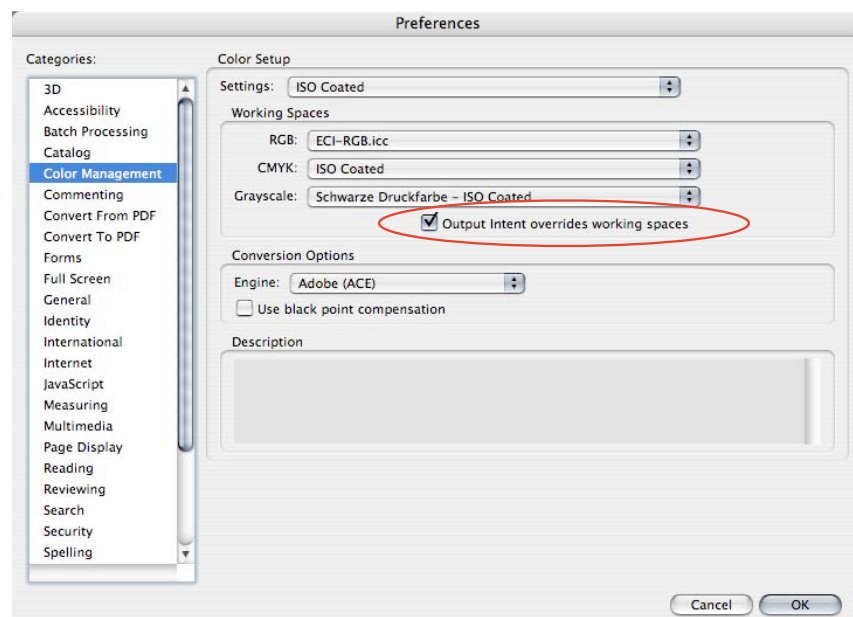 Preferences
Categories:
3D
Accessibility
Batch Processing
Catalog
Color Management
Commenting
Convert From PDF
Convert To PDF
Forms
Full Screen
General
Identity
International
Internet
JavaScript
Measuring
Multimedia
Page Display
Reading
Reviewing
Search
Security
Spelling
Color Setup
Settings: ISO Coated
Working Spaces
RGB: ECI-RGB.icc
CMYK: ISO Coated
Grayscale: Schwarze Druckfarbe - ISO Coated
Output Intent overrides working spaces
Conversion Options
Engine: Adobe (ACE)
Use black point compensation
Description
Cancel OK